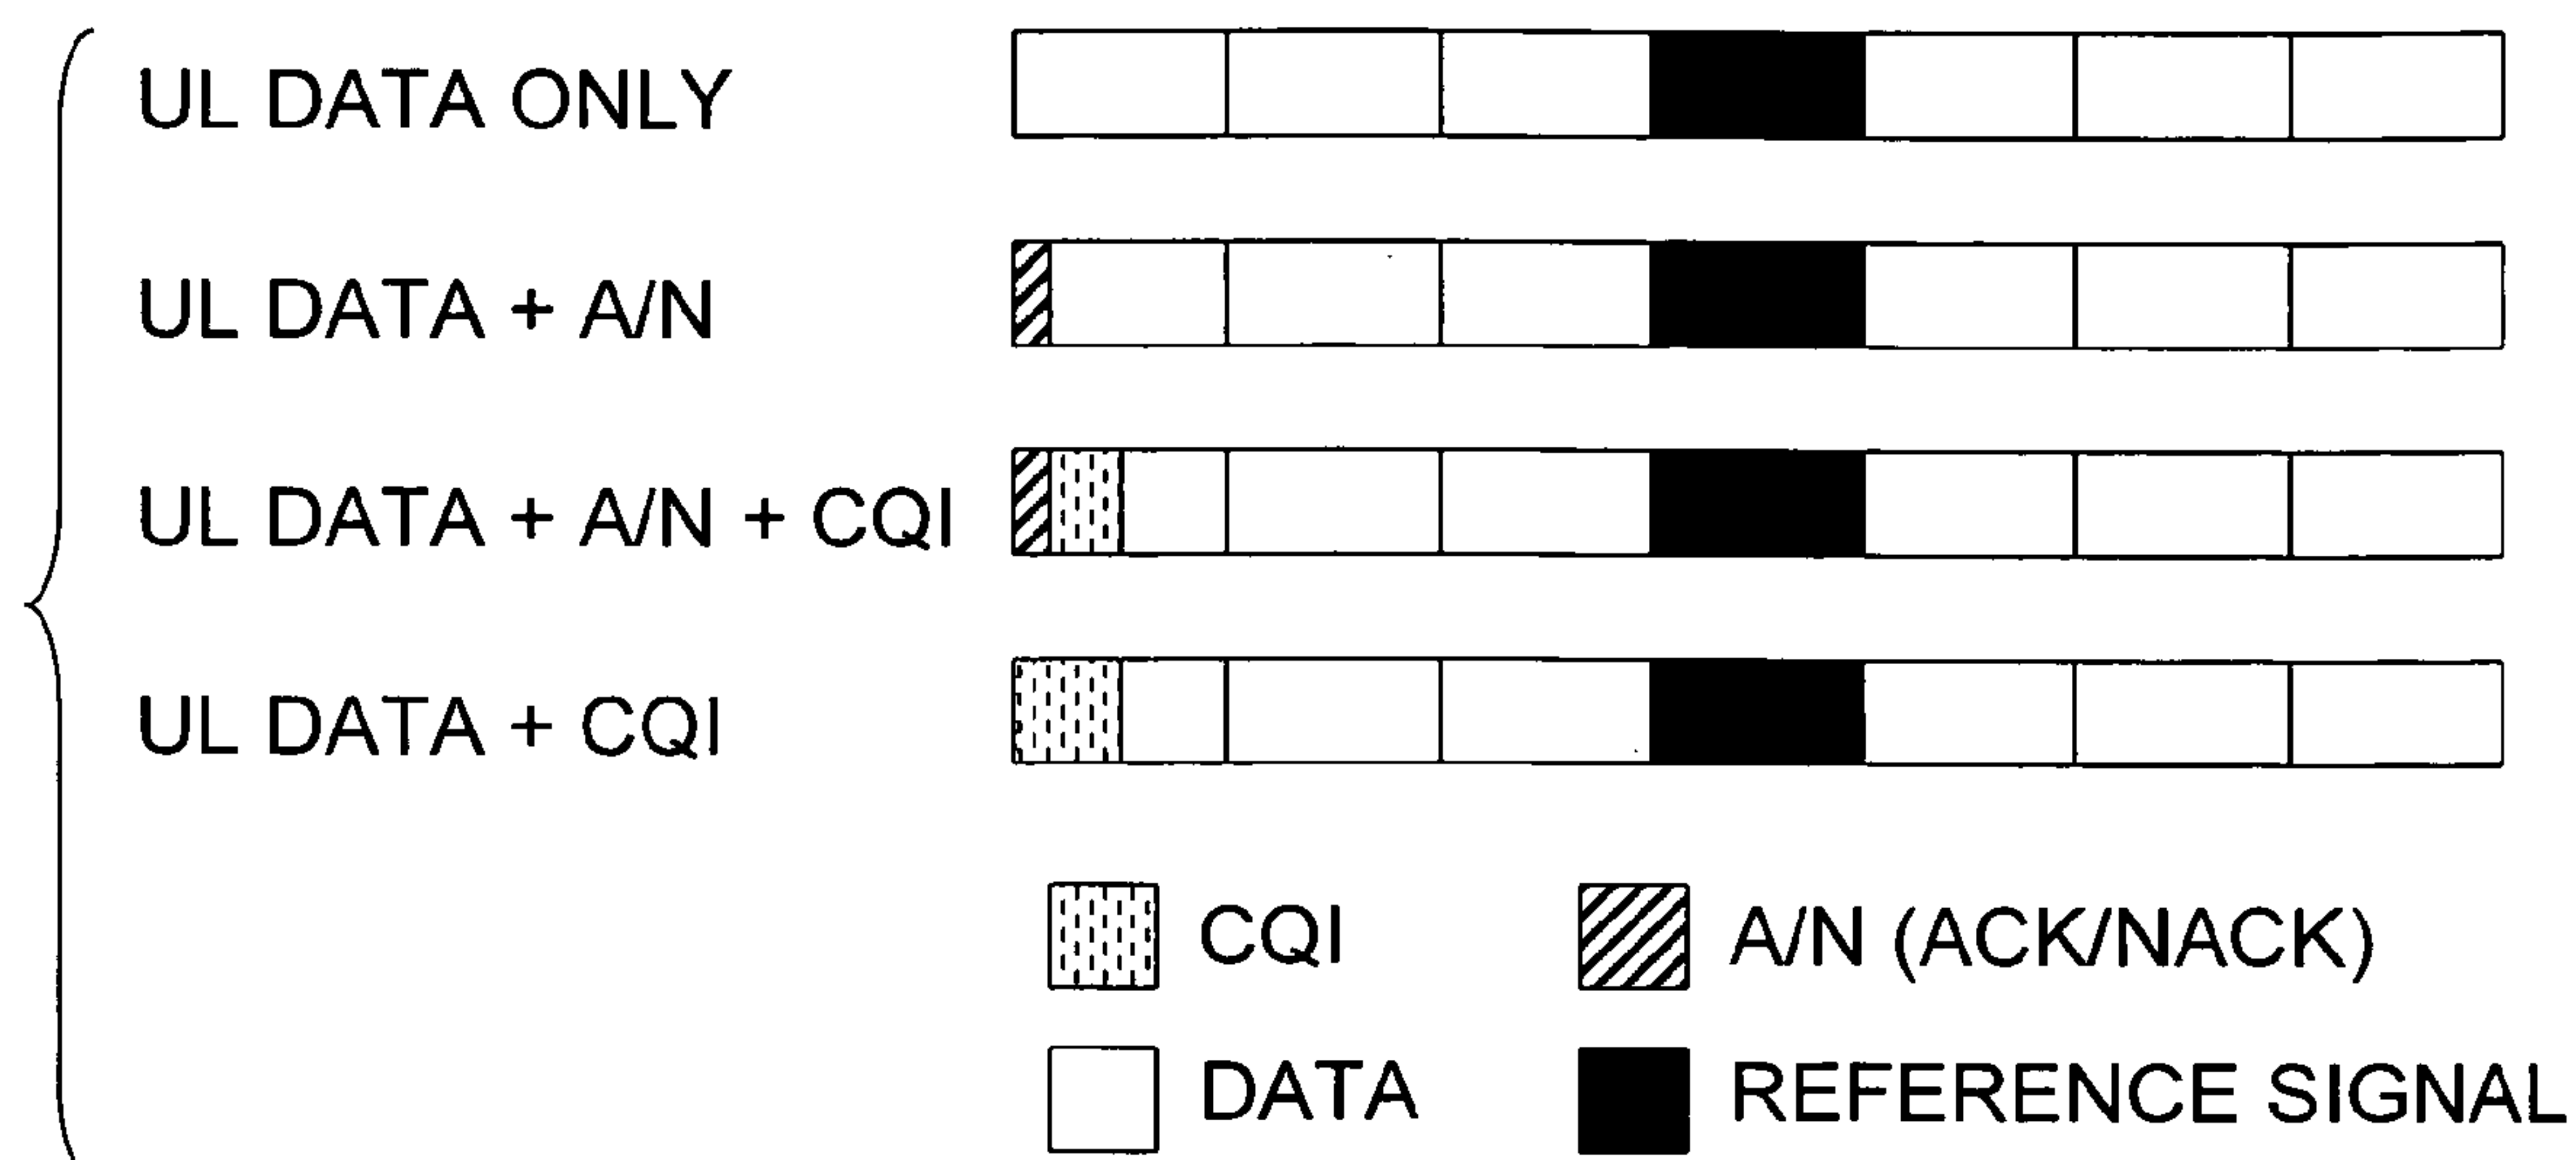 UL DATA ONLY
UL DATA + A/N
UL DATA + A/N + CQI
UL DATA + CQI
CQI
A/N (ACK/NACK)
DATA
REFERENCE SIGNAL